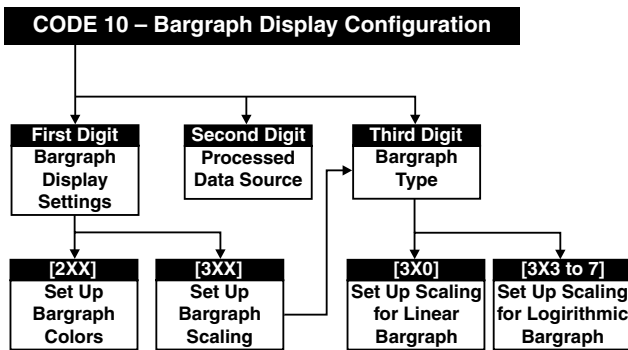 CODE 10 – Bargraph Display Configuration
First Digit
Bargraph
Display
Settings
Second Digit
Processed
Data Source
Third Digit
Bargraph
Type
[2XX]
Set Up
Bargraph
Colors
[3XX]
Set Up
Bargraph
Scaling
[3X0]
Set Up Scaling
for Linear
Bargraph
[3X3 to 7]
Set Up Scaling
for Logirithmic
Bargraph